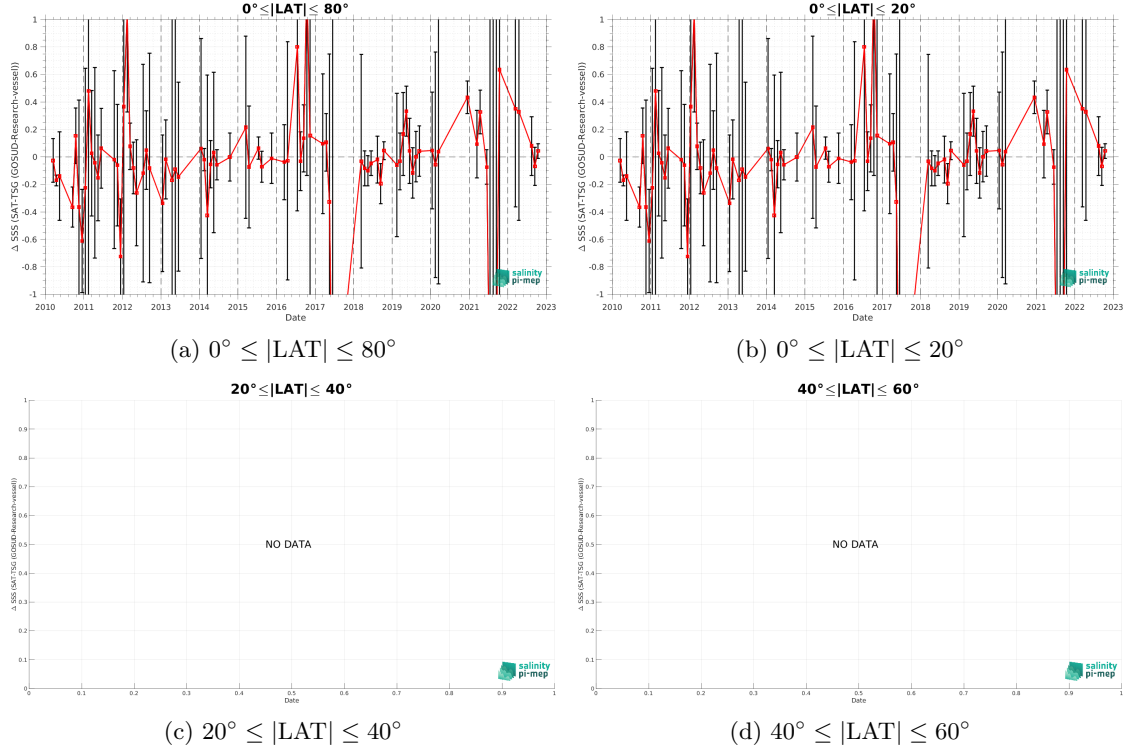 0°≤|LAT|≤ 80°
1
0.8
0.6
0.4
0.2
0
-0.2
-0.4
-0.6
-0.8
-1
Δ SSS (SAT-TSG (GOSUD-Research-vessel))
2010 2011 2012 2013 2014 2015 2016 2017 2018 2019 2020 2021 2022 2023
Date
salinity
pi-mep
(a) 0° ≤ |LAT| ≤ 80°
0°≤|LAT|≤ 20°
1
0.8
0.6
0.4
0.2
0
-0.2
-0.4
-0.6
-0.8
-1
Δ SSS (SAT-TSG (GOSUD-Research-vessel))
2010 2011 2012 2013 2014 2015 2016 2017 2018 2019 2020 2021 2022 2023
Date
salinity
pi-mep
(b) 0° ≤ |LAT| ≤ 20°
20°≤|LAT|≤ 40°
1
0.9
0.8
0.7
0.6
0.5
0.4
0.3
0.2
0.1
0
Δ SSS (SAT-TSG (GOSUD-Research-vessel))
NO DATA
0 0.1 0.2 0.3 0.4 0.5 0.6 0.7 0.8 0.9 1
Date
salinity
pi-mep
(c) 20° ≤ |LAT| ≤ 40°
40°≤|LAT|≤ 60°
1
0.9
0.8
0.7
0.6
0.5
0.4
0.3
0.2
0.1
0
Δ SSS (SAT-TSG (GOSUD-Research-vessel))
NO DATA
0 0.1 0.2 0.3 0.4 0.5 0.6 0.7 0.8 0.9 1
Date
salinity
pi-mep
(d) 40° ≤ |LAT| ≤ 60°